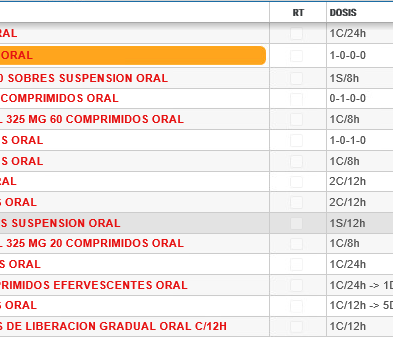 RT DOSIS
RAL 1C/24h
ORAL 1-0-0-0
0 SOBRES SUSPENSION ORAL 1S/8h
COMPRIMIDOS ORAL 0-1-0-0
L 325 MG 60 COMPRIMIDOS ORAL 1C/8h
S ORAL 1-0-1-0
S ORAL 1C/8h
RAL 2C/12h
S ORAL 2C/12h
S SUSPENSION ORAL 1S/12h
L 325 MG 20 COMPRIMIDOS ORAL 1C/8h
S ORAL 1C/24h
PRIMIDOS EFERVESCENTES ORAL 1C/24h -> 1D
S ORAL 1C/12h -> 5D
S DE LIBERACION GRADUAL ORAL C/12H 1C/12h